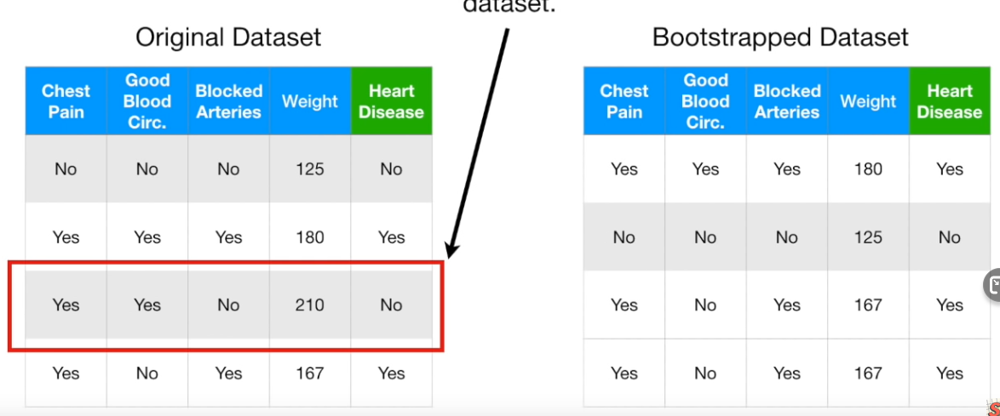 dataset.
Original Dataset
Chest Pain Good Blood Circ. Blocked Arteries Weight Heart Disease
No No No 125 No
Yes Yes Yes 180 Yes
Yes Yes No 210 No
Yes No Yes 167 Yes
Bootstrapped Dataset
Chest Pain Good Blood Circ. Blocked Arteries Weight Heart Disease
Yes Yes Yes 180 Yes
No No No 125 No
Yes No Yes 167 Yes
Yes No Yes 167 Yes